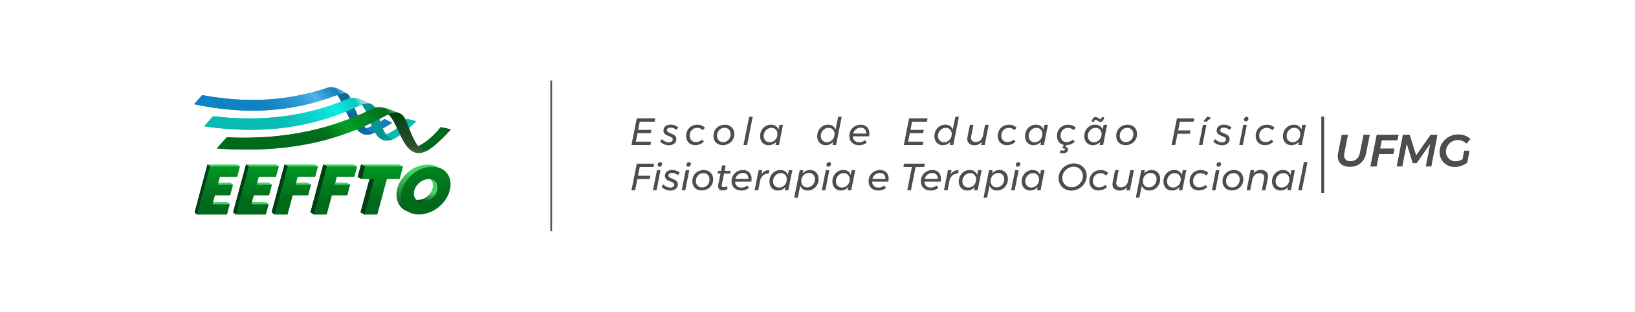 EEFFTO
Escola de Educação Física
Fisioterapia e Terapia Ocupacional
UFMG